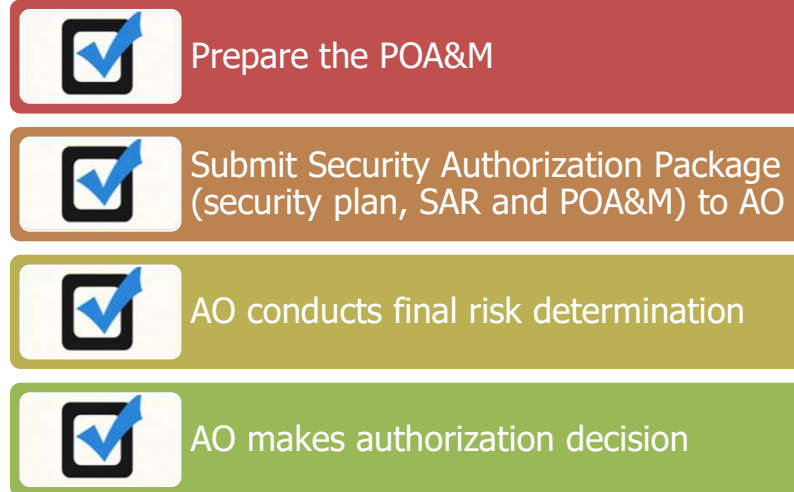 Prepare the POA&M
Submit Security Authorization Package
(security plan, SAR and POA&M) to AO
AO conducts final risk determination
AO makes authorization decision